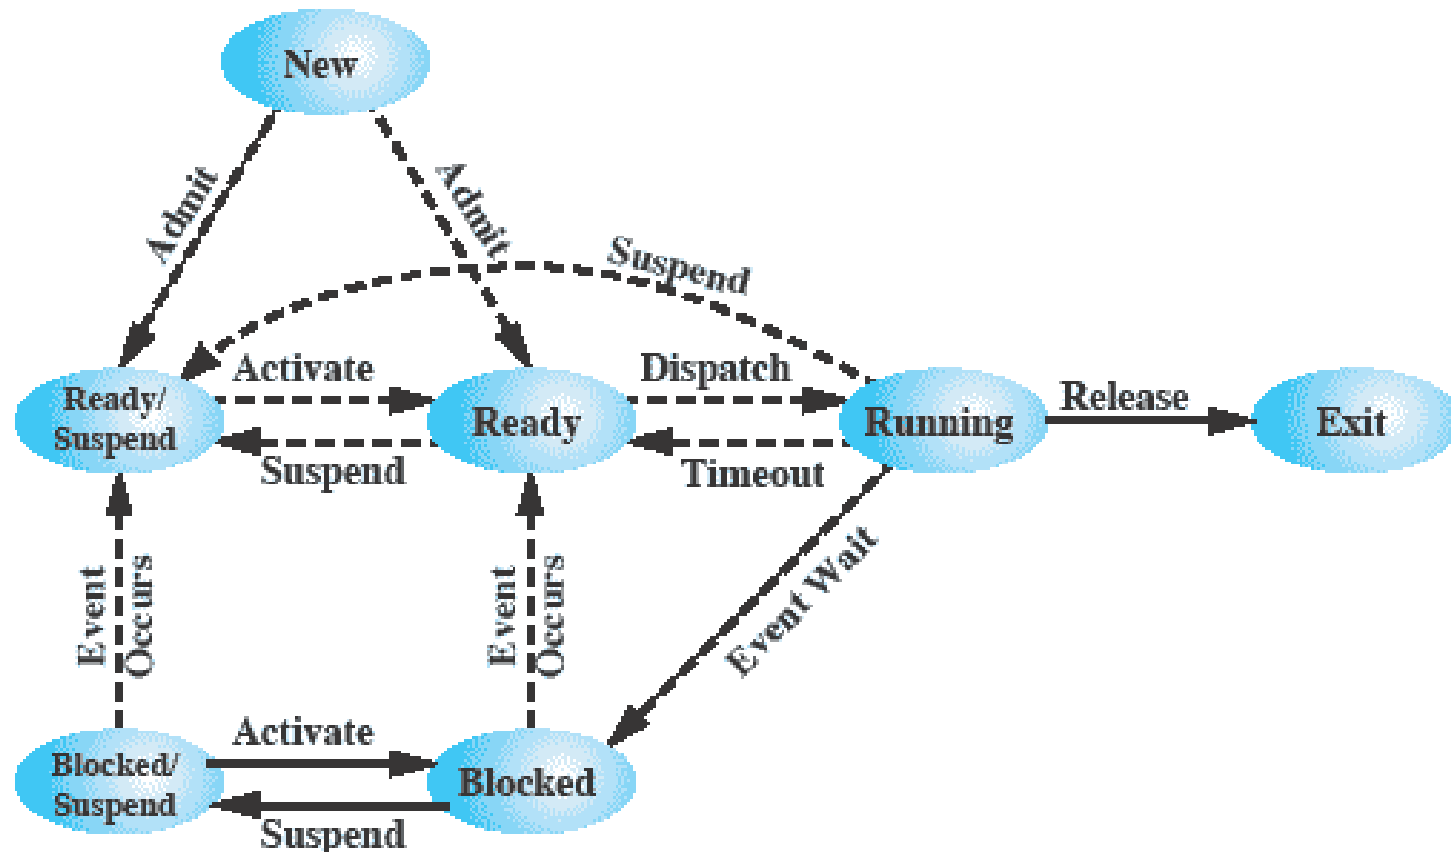 New
Admit
Admit
Suspend
Activate
Dispatch
Ready/
Suspend
Ready
Running
Release
Exit
Suspend
Timeout
Event
Occurs
Event
Occurs
Event Wait
Activate
Blocked/
Suspend
Blocked
Suspend